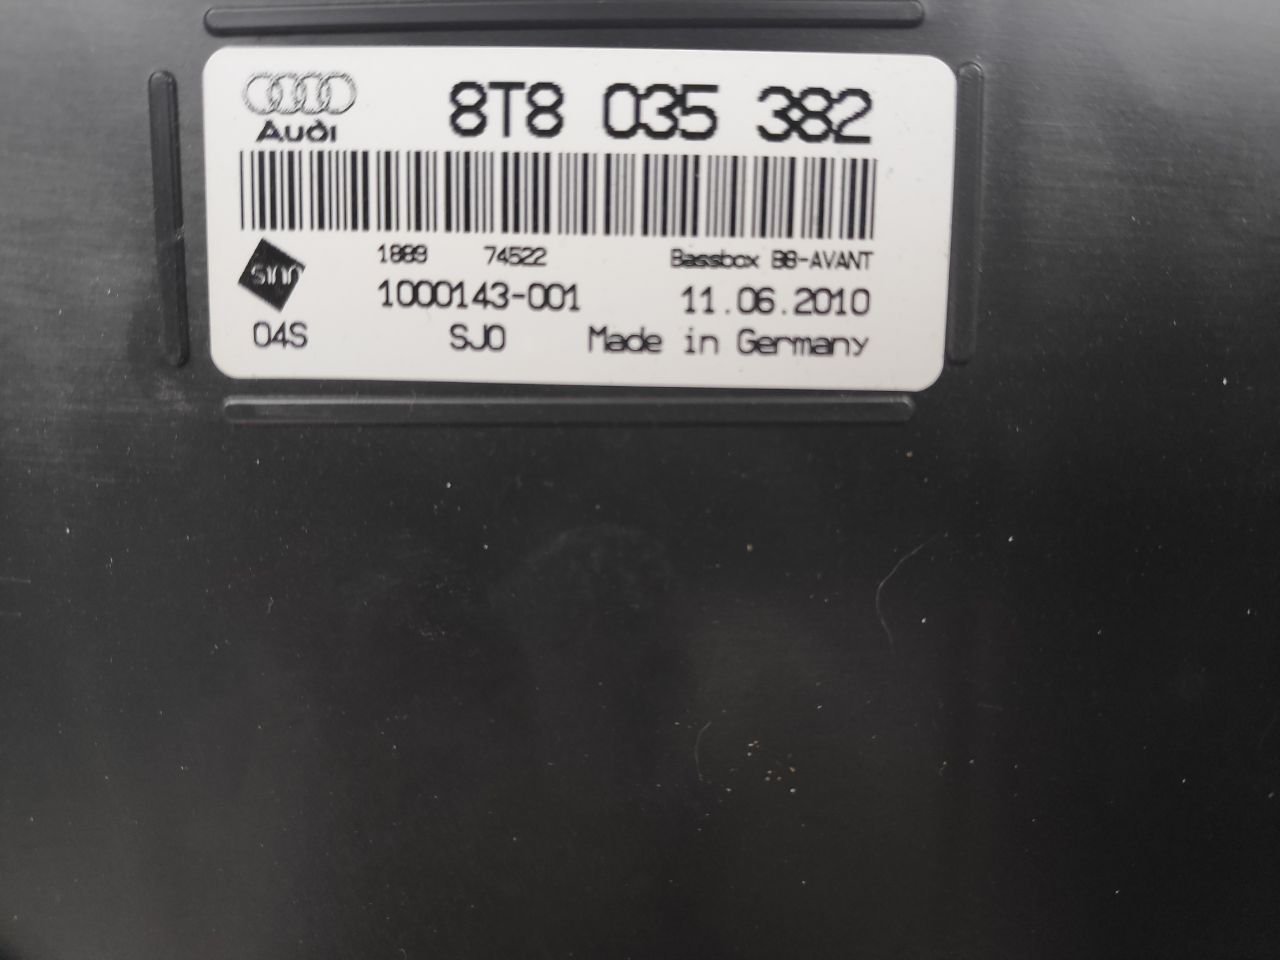 Audi
8T8 035 382
1889 74522 Bassbox B8-AVANT
sinn
1000143-001 11.06.2010
04S SJ0 Made in Germany